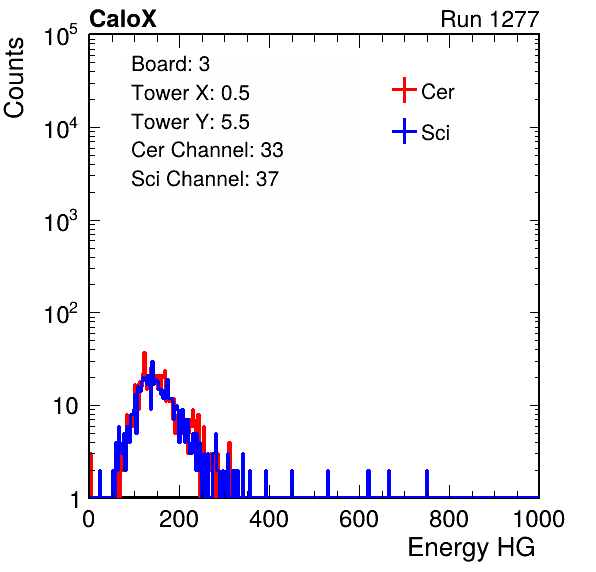 CaloX Run 1277
Counts
Board: 3
Tower X: 0.5
Tower Y: 5.5
Cer Channel: 33
Sci Channel: 37
Cer
Sci
10^5
10^4
10^3
10^2
10
1
0 200 400 600 800 1000
Energy HG